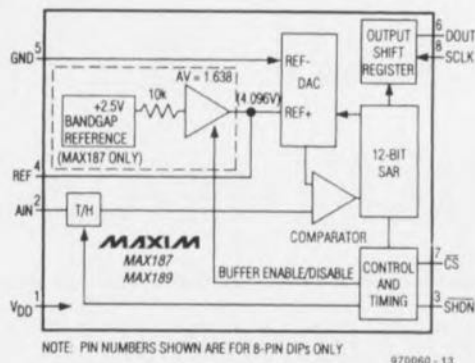 GND 5
6 DOUT
8 SCLK
OUTPUT
SHIFT
REGISTER
REF-
DAC
REF+
AV = 1.638
10k
(4.096V)
+2.5V
BANDGAP
REFERENCE
(MAX187 ONLY)
REF 4
AIN 2
T/H
12-BIT
SAR
COMPARATOR
MAXIM
MAX187
MAX189
BUFFER ENABLE/DISABLE
CONTROL
AND
TIMING
7 CS
3 SHDN
VDD 1
NOTE: PIN NUMBERS SHOWN ARE FOR 8-PIN DIPs ONLY
970060 - 13